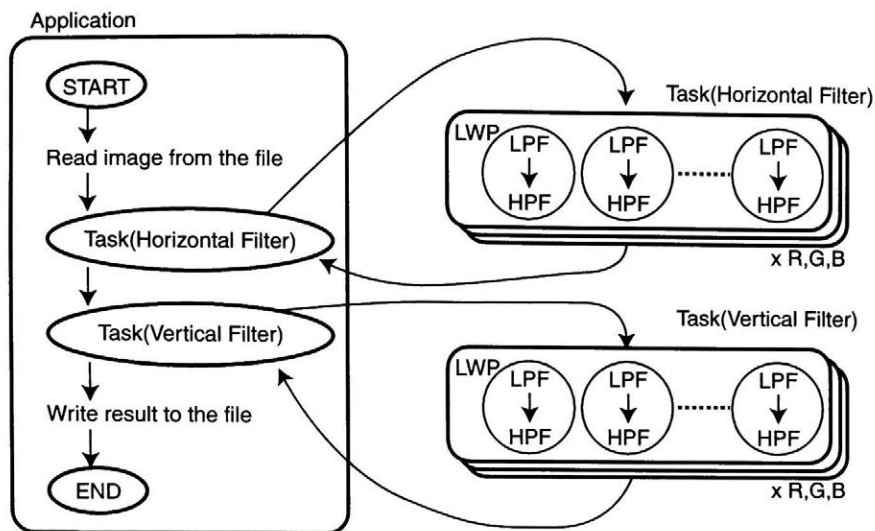 Application
START
Read image from the file
Task(Horizontal Filter)
Task(Vertical Filter)
Write result to the file
END
Task(Horizontal Filter)
LWP
LPF LPF LPF
HPF HPF HPF
x R,G,B
Task(Vertical Filter)
LWP
LPF LPF LPF
HPF HPF HPF
x R,G,B